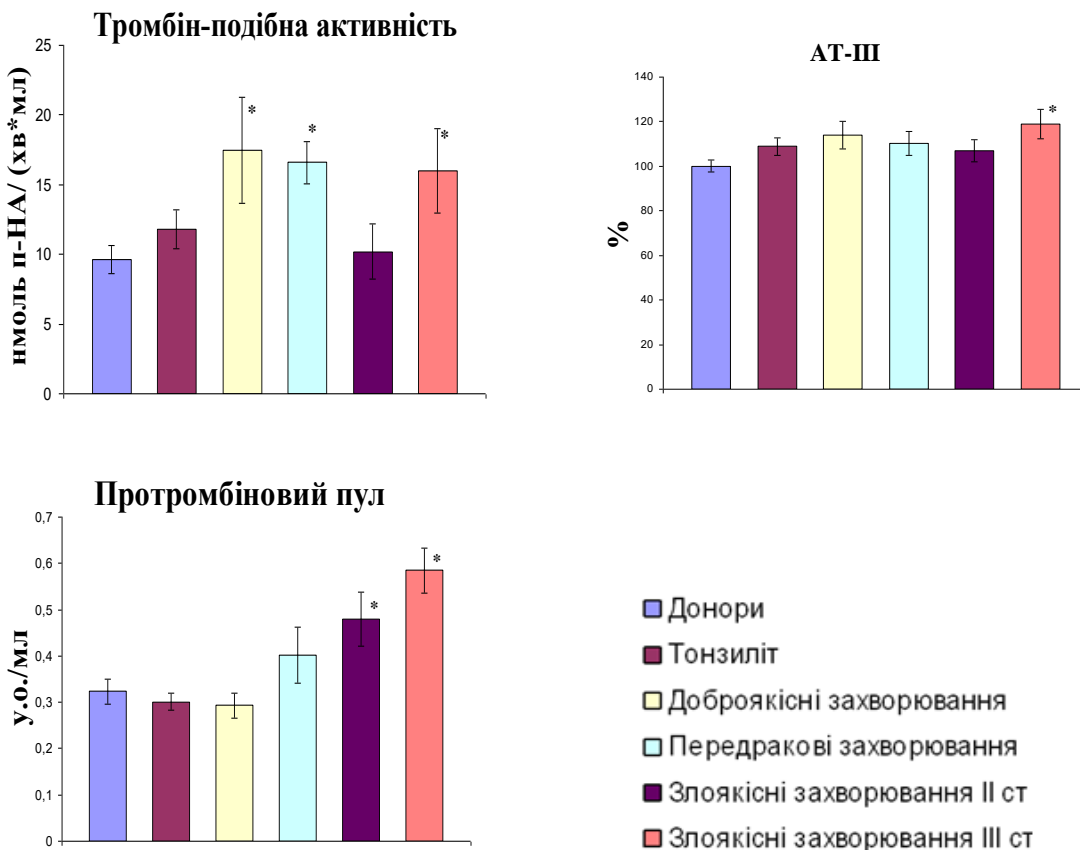 Тромбін-подібна активність
нмоль п-НА/ (хв*мл)
25
20
15
10
5
0
*
*
*
АТ-ІІІ
%
140
120
100
80
60
40
20
0
*
Протромбіновий пул
у.о./мл
0,7
0,6
0,5
0,4
0,3
0,2
0,1
0
*
*
Донори
Тонзиліт
Доброякісні захворювання
Передракові захворювання
Злоякісні захворювання ІІ ст
Злоякісні захворювання ІІІ ст